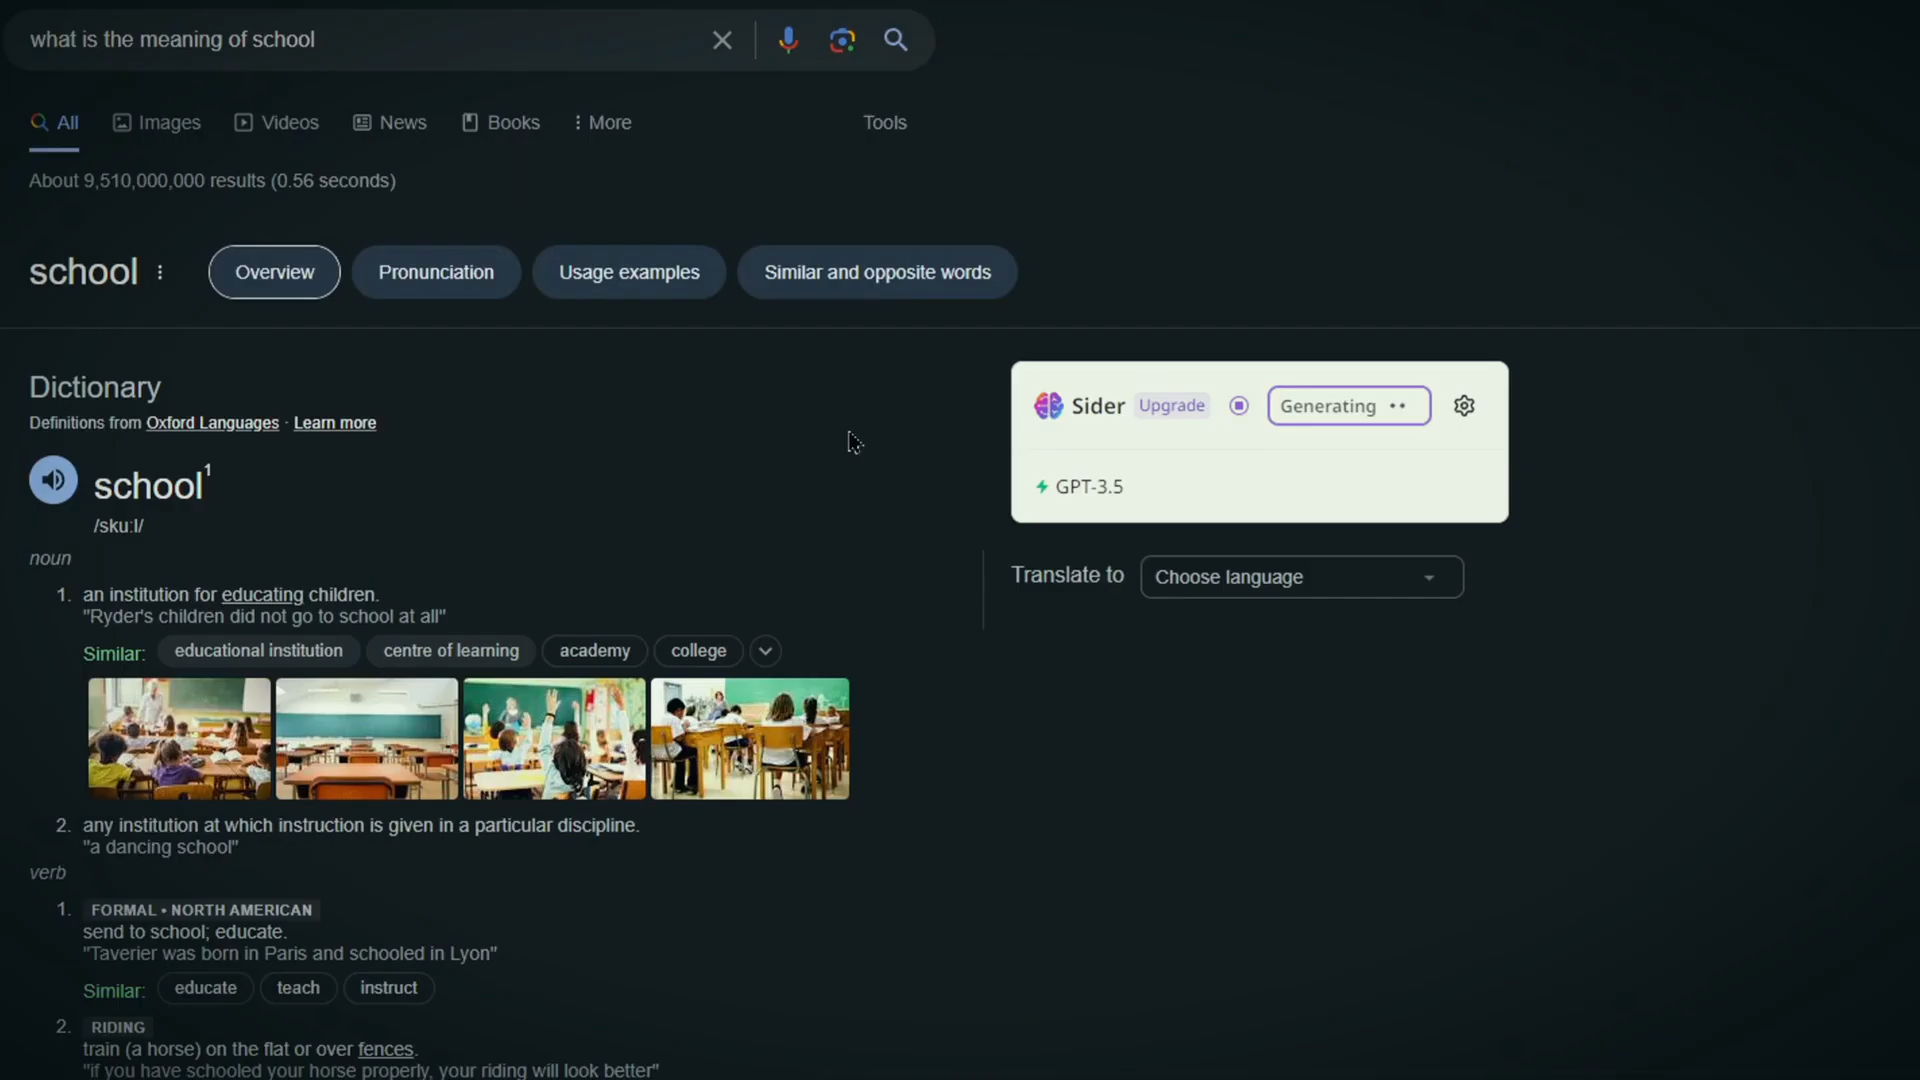 what is the meaning of school
All Images Videos News Books More Tools
About 9,510,000,000 results (0.56 seconds)
school Overview Pronunciation Usage examples Similar and opposite words
Dictionary
Definitions from Oxford Languages · Learn more
school1
/skuːl/
noun
1. an institution for educating children.
"Ryder's children did not go to school at all"
Similar: educational institution centre of learning academy college
2. any institution at which instruction is given in a particular discipline.
"a dancing school"
verb
1. FORMAL • NORTH AMERICAN
send to school; educate.
"Taverier was born in Paris and schooled in Lyon"
Similar: educate teach instruct
2. RIDING
train (a horse) on the flat or over fences.
"if you have schooled your horse properly, your riding will look better"
Sider Upgrade Generating ••
GPT-3.5
Translate to Choose language